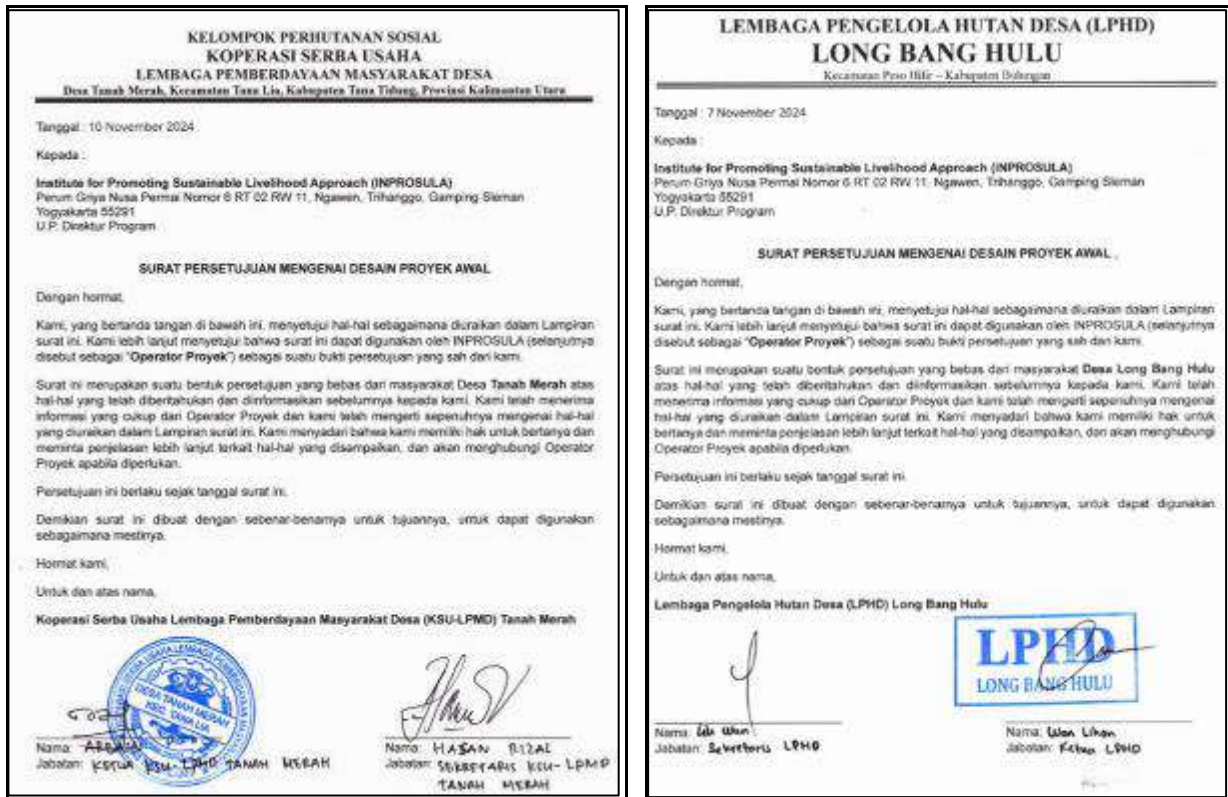 KELOMPOK PERHUTANAN SOSIAL
KOPERASI SERBA USAHA
LEMBAGA PEMBERDAYAAN MASYARAKAT DESA
Desa Tanah Merah, Kecamatan Tana Lia, Kabupaten Tana Tidung, Provinsi Kalimantan Utara
Tanggal : 10 November 2024
Kepada :
Institute for Promoting Sustainable Livelihood Approach (INPROSULA)
Perum Griya Nusa Permai Nomor 6 RT 02 RW 11, Ngawen, Trihanggo, Gamping Sleman
Yogyakarta 55291
U.P. Direktur Program
SURAT PERSETUJUAN MENGENAI DESAIN PROYEK AWAL
Dengan hormat,
Kami, yang bertanda tangan di bawah ini, menyetujui hal-hal sebagaimana diuraikan dalam Lampiran
surat ini. Kami lebih lanjut menyetujui bahwa surat ini dapat digunakan oleh INPROSULA (selanjutnya
disebut sebagai "Operator Proyek") sebagai suatu bukti persetujuan yang sah dari kami.
Surat ini merupakan suatu bentuk persetujuan yang bebas dari masyarakat Desa Tanah Merah atas
hal-hal yang telah diberitahukan dan diinformasikan sebelumnya kepada kami. Kami telah menerima
informasi yang cukup dari Operator Proyek dan kami telah mengerti sepenuhnya mengenai hal-hal
yang diuraikan dalam Lampiran surat ini. Kami menyadari bahwa kami memiliki hak untuk bertanya dan
meminta penjelasan lebih lanjut terkait hal-hal yang disampaikan, dan akan menghubungi Operator
Proyek apabila diperlukan.
Persetujuan ini berlaku sejak tanggal surat ini.
Demikian surat ini dibuat dengan sebenar-benarnya untuk tujuannya, untuk dapat digunakan
sebagaimana mestinya.
Hormat kami,
Untuk dan atas nama,
Koperasi Serba Usaha Lembaga Pemberdayaan Masyarakat Desa (KSU-LPMD) Tanah Merah
DESA TANAH MERAH
KEC. TANA LIA
Nama:
Jabatan: KETUA KSU-LPMD TANAH MERAH
Nama: HASAN RIZAL
Jabatan: SEKRETARIS KSU-LPMD
TANAH MERAH
LEMBAGA PENGELOLA HUTAN DESA (LPHD)
LONG BANG HULU
Kecamatan Peso Hilir – Kabupaten Bulungan
Tanggal : 7 November 2024
Kepada :
Institute for Promoting Sustainable Livelihood Approach (INPROSULA)
Perum Griya Nusa Permai Nomor 6 RT 02 RW 11, Ngawen, Trihanggo, Gamping Sleman
Yogyakarta 55291
U.P. Direktur Program
SURAT PERSETUJUAN MENGENAI DESAIN PROYEK AWAL
Dengan hormat,
Kami, yang bertanda tangan di bawah ini, menyetujui hal-hal sebagaimana diuraikan dalam Lampiran
surat ini. Kami lebih lanjut menyetujui bahwa surat ini dapat digunakan oleh INPROSULA (selanjutnya
disebut sebagai "Operator Proyek") sebagai suatu bukti persetujuan yang sah dari kami.
Surat ini merupakan suatu bentuk persetujuan yang bebas dari masyarakat Desa Long Bang Hulu
atas hal-hal yang telah diberitahukan dan diinformasikan sebelumnya kepada kami. Kami telah
menerima informasi yang cukup dari Operator Proyek dan kami telah mengerti sepenuhnya mengenai
hal-hal yang diuraikan dalam Lampiran surat ini. Kami menyadari bahwa kami memiliki hak untuk
bertanya dan meminta penjelasan lebih lanjut terkait hal-hal yang disampaikan, dan akan menghubungi
Operator Proyek apabila diperlukan.
Persetujuan ini berlaku sejak tanggal surat ini.
Demikian surat ini dibuat dengan sebenar-benarnya untuk tujuannya, untuk dapat digunakan
sebagaimana mestinya.
Hormat kami,
Untuk dan atas nama,
Lembaga Pengelola Hutan Desa (LPHD) Long Bang Hulu
LPHD
LONG BANG HULU
Nama:
Jabatan: Sekretaris LPHD
Nama: Wan Lihan
Jabatan: Ketua LPHD